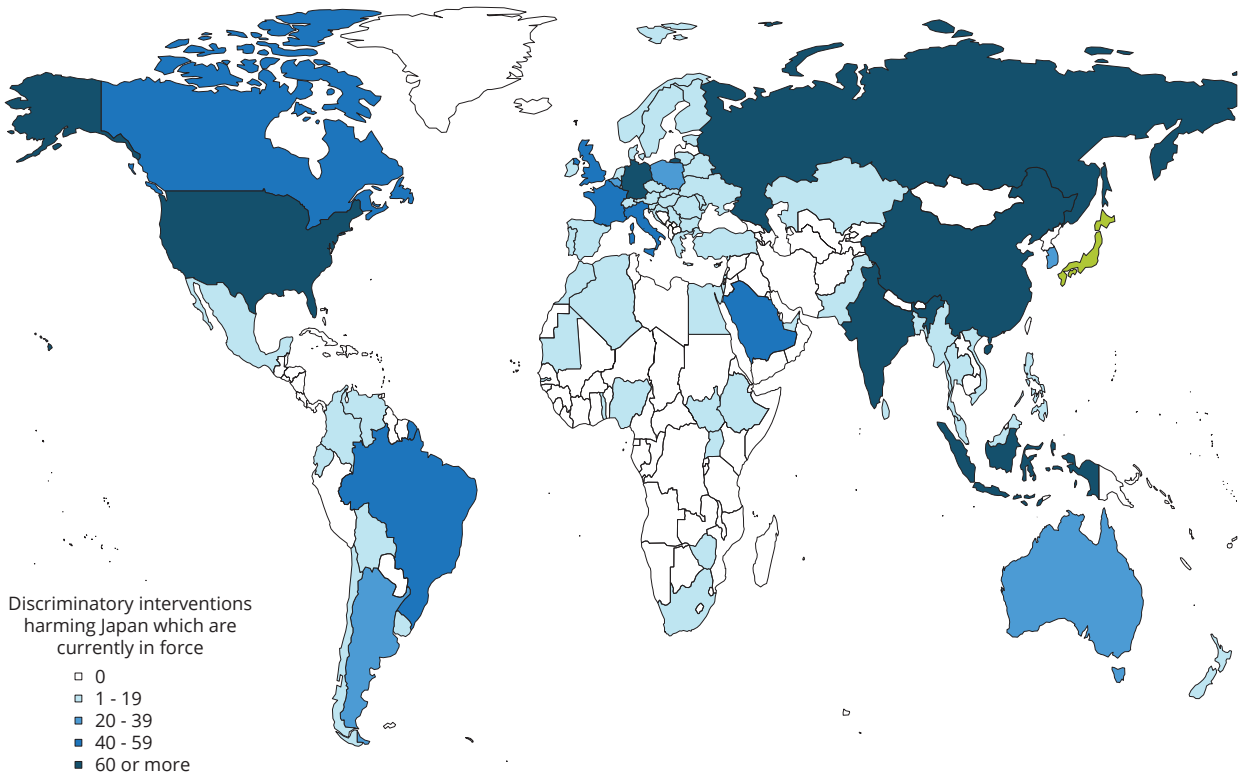 Discriminatory interventions
harming Japan which are
currently in force
0
1 - 19
20 - 39
40 - 59
60 or more